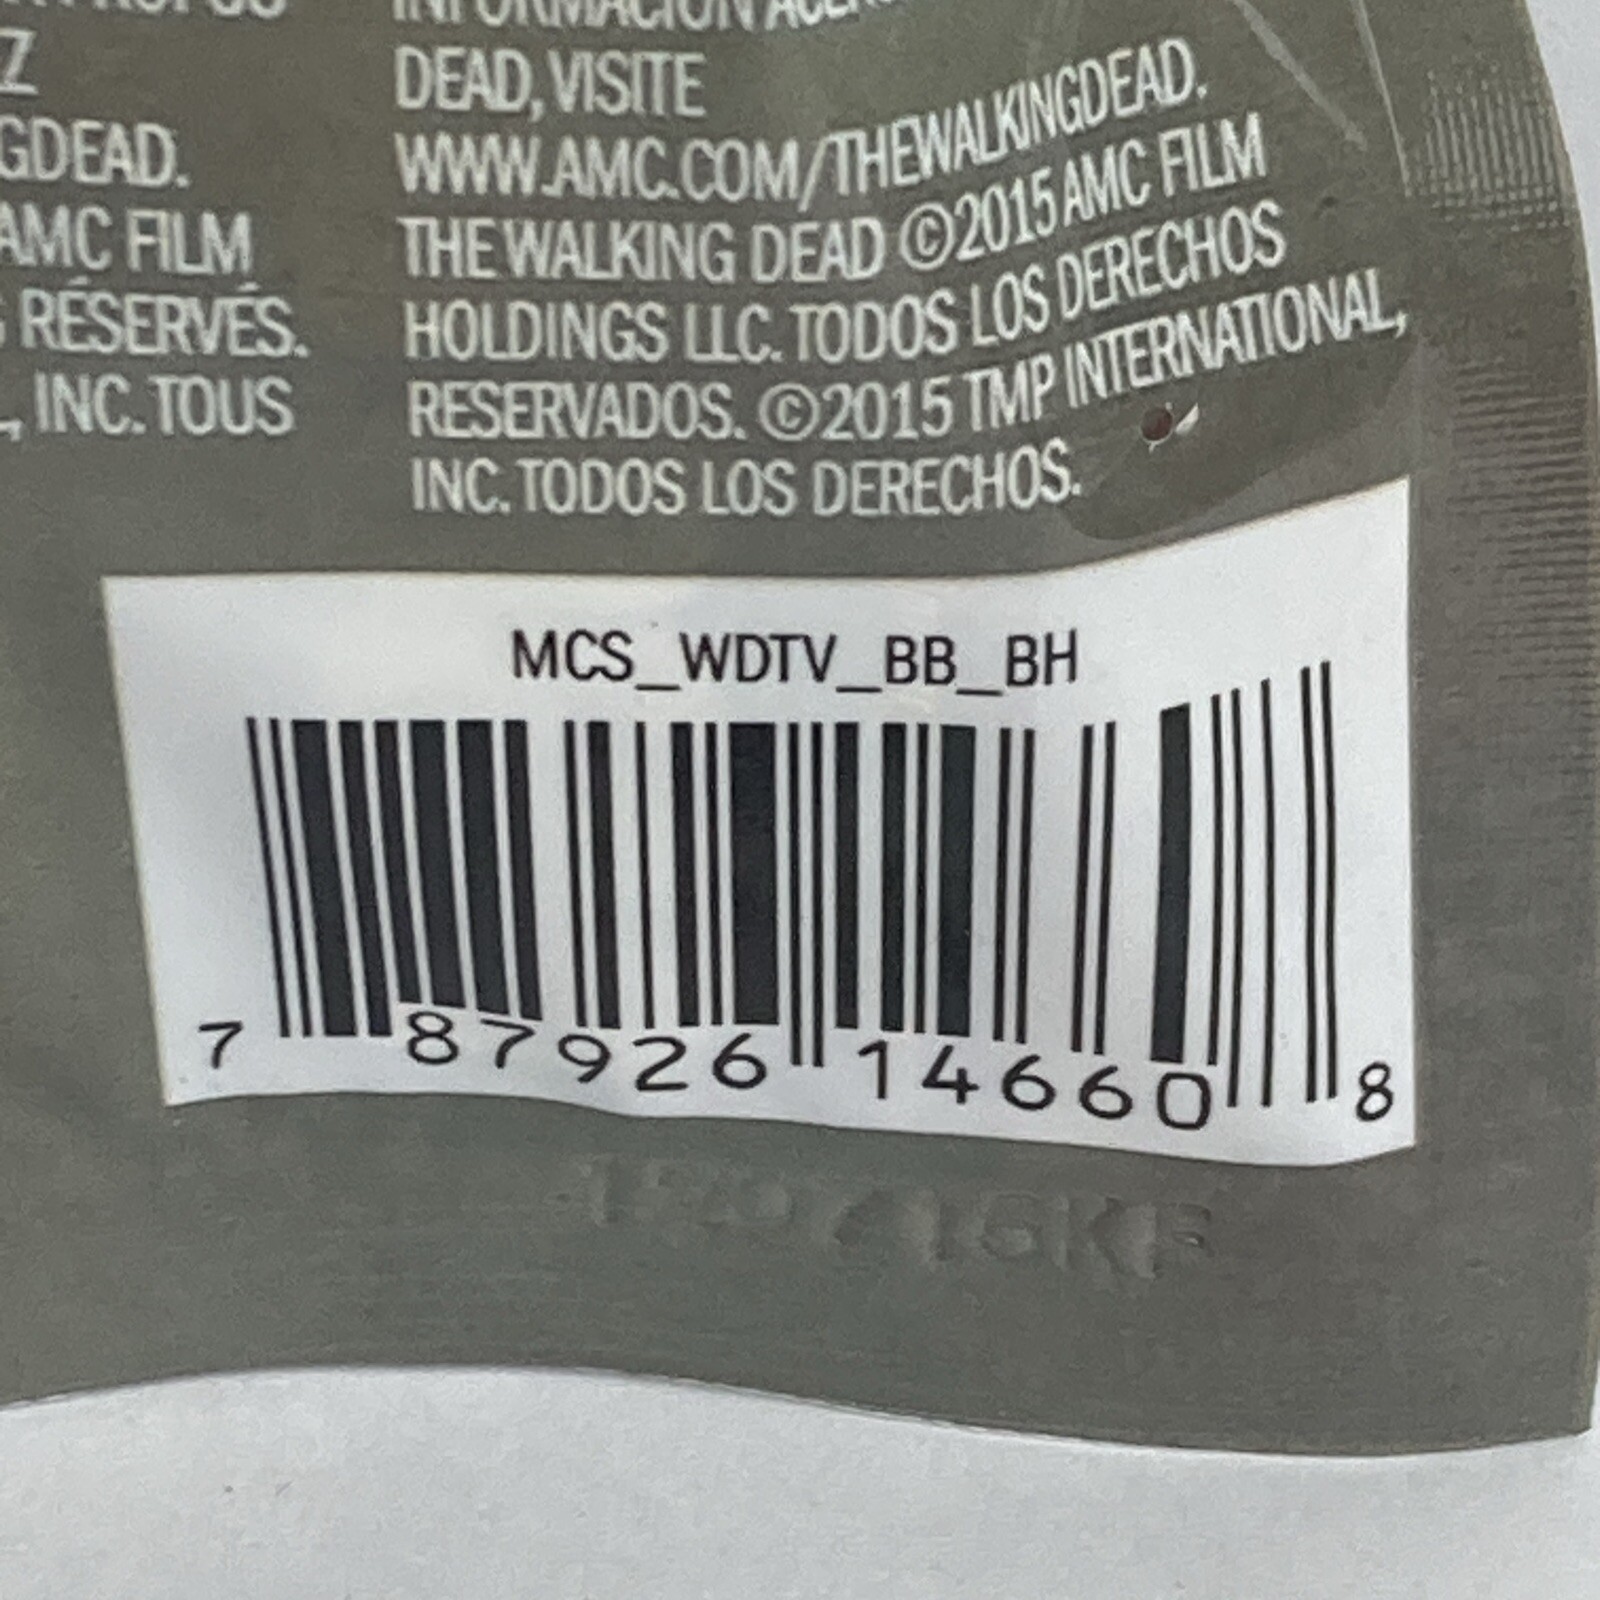 Z
GDEAD.
AMC FILM
RÉSERVÉS.
INC. TOUS
DEAD, VISITE
WWW.AMC.COM/THEWALKINGDEAD.
THE WALKING DEAD ©2015 AMC FILM
HOLDINGS LLC. TODOS LOS DERECHOS
RESERVADOS. ©2015 TMP INTERNATIONAL,
INC. TODOS LOS DERECHOS.
MCS_WDTV_BB_BH
7 87926 14660 8